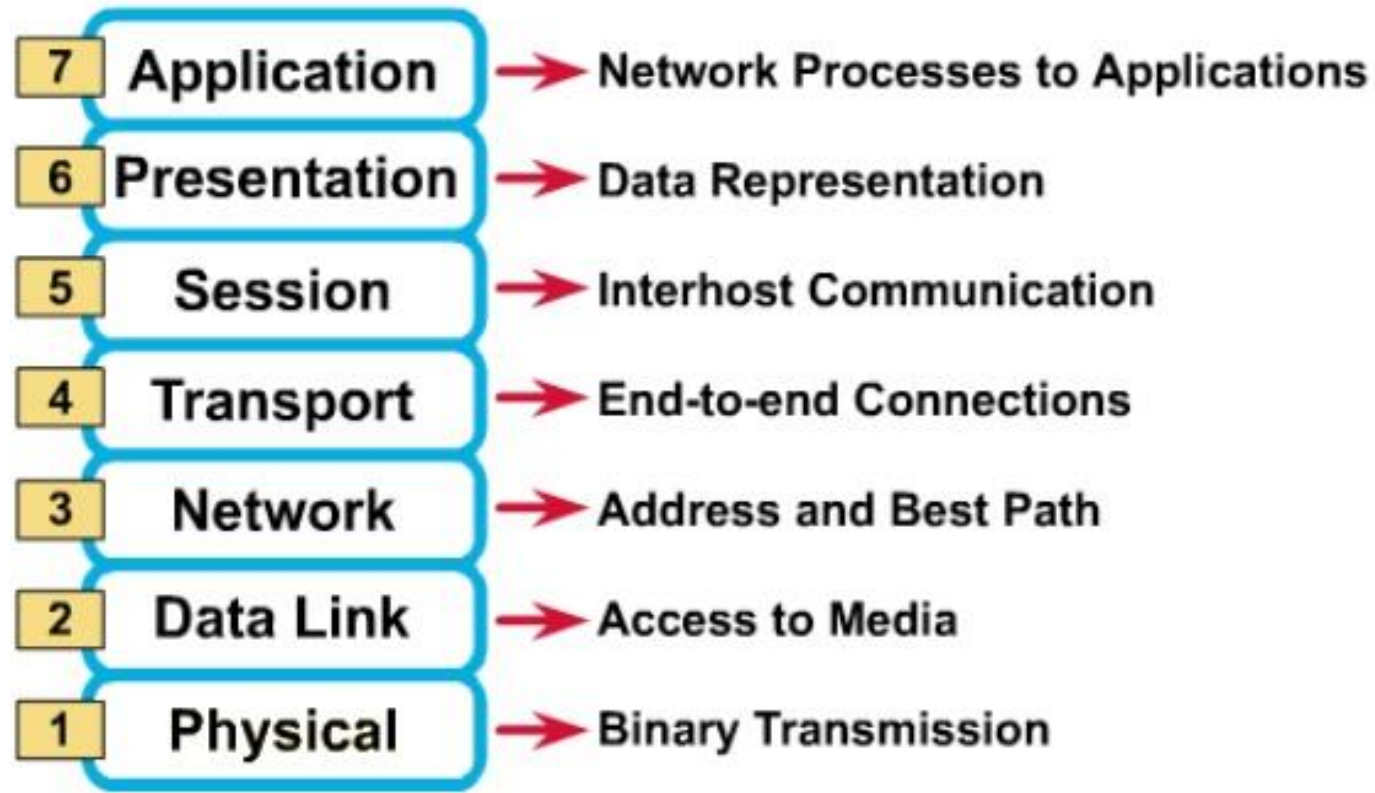 7 Application Network Processes to Applications
6 Presentation Data Representation
5 Session Interhost Communication
4 Transport End-to-end Connections
3 Network Address and Best Path
2 Data Link Access to Media
1 Physical Binary Transmission